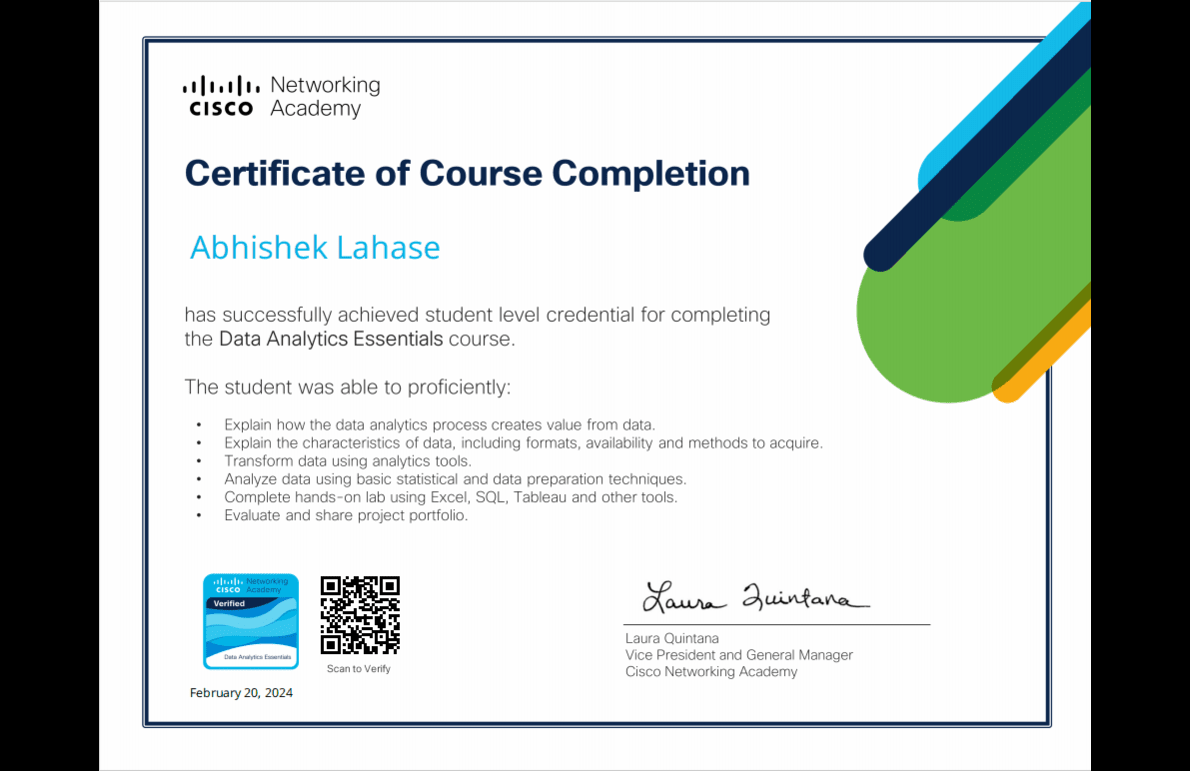 CISCO Networking Academy
Certificate of Course Completion
Abhishek Lahase
has successfully achieved student level credential for completing
the Data Analytics Essentials course.
The student was able to proficiently:
• Explain how the data analytics process creates value from data.
• Explain the characteristics of data, including formats, availability and methods to acquire.
• Transform data using analytics tools.
• Analyze data using basic statistical and data preparation techniques.
• Complete hands-on lab using Excel, SQL, Tableau and other tools.
• Evaluate and share project portfolio.
CISCO Networking Academy
Verified
Data Analytics Essentials
Scan to Verify
February 20, 2024
Laura Quintana
Laura Quintana
Vice President and General Manager
Cisco Networking Academy